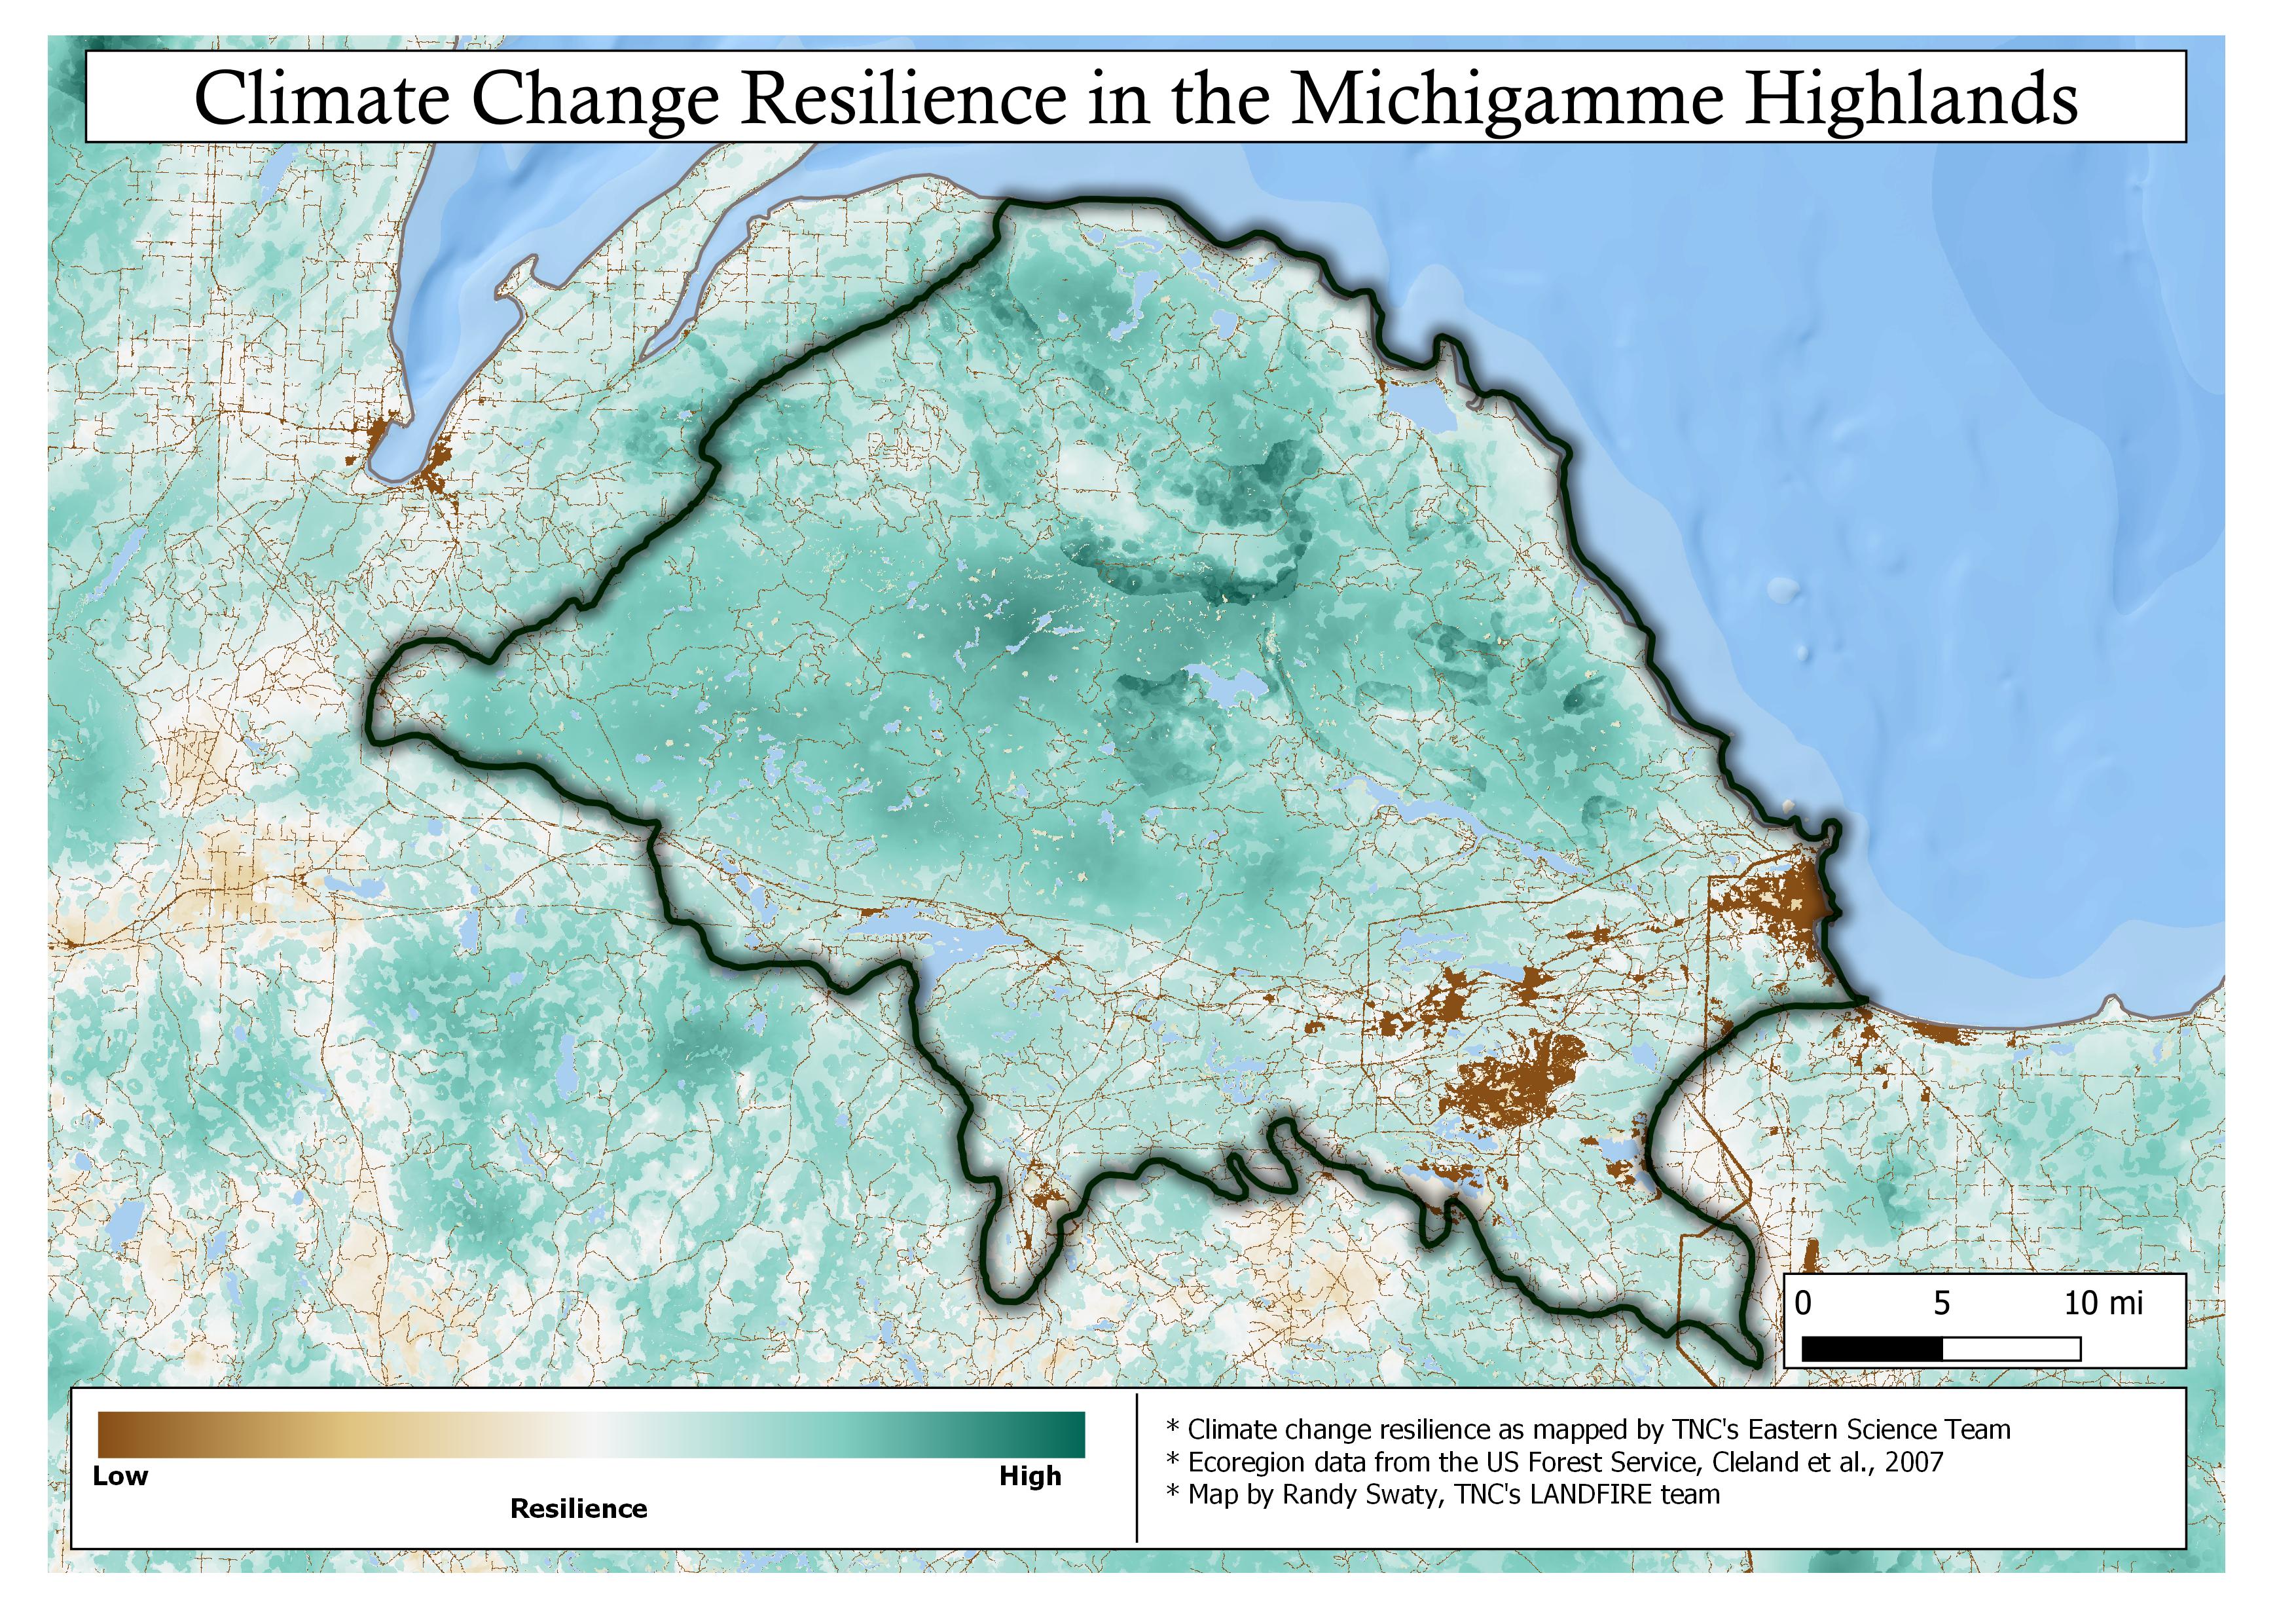 Climate Change Resilience in the Michigamme Highlands
0 5 10 mi
Low High
Resilience
* Climate change resilience as mapped by TNC's Eastern Science Team
* Ecoregion data from the US Forest Service, Cleland et al., 2007
* Map by Randy Swaty, TNC's LANDFIRE team